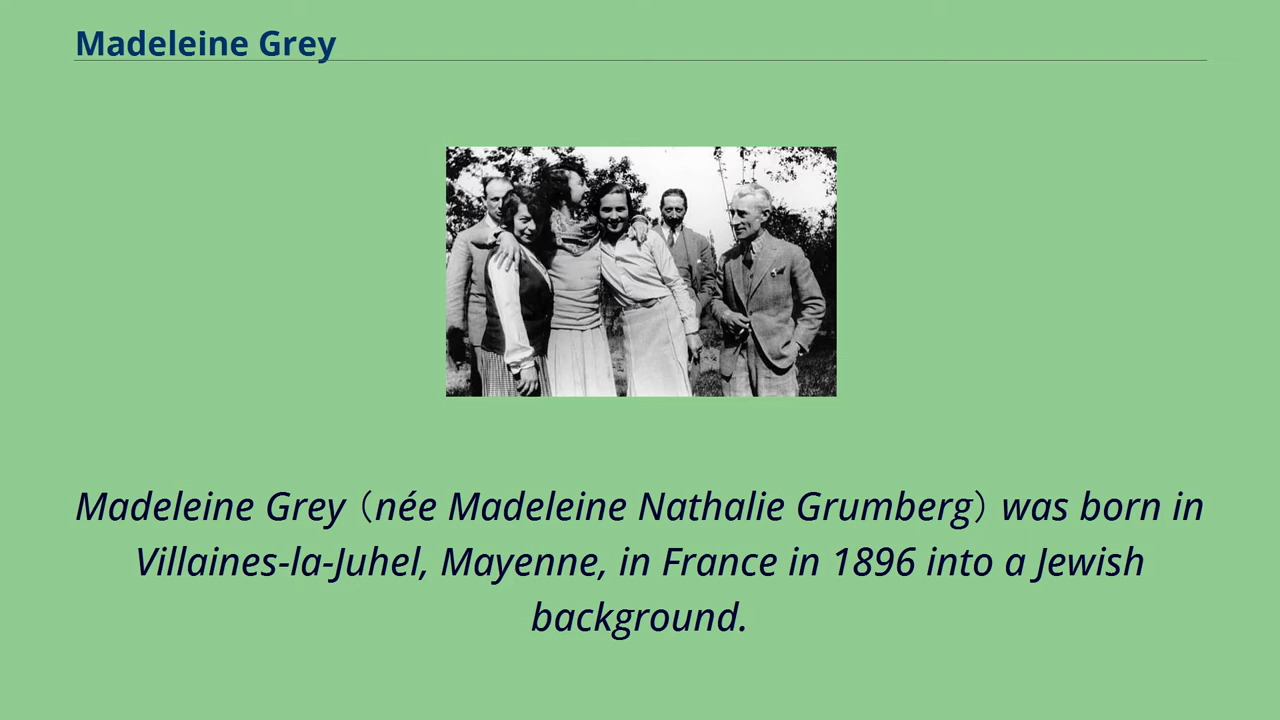 Madeleine Grey
Madeleine Grey (née Madeleine Nathalie Grumberg) was born in
Villaines-la-Juhel, Mayenne, in France in 1896 into a Jewish
background.